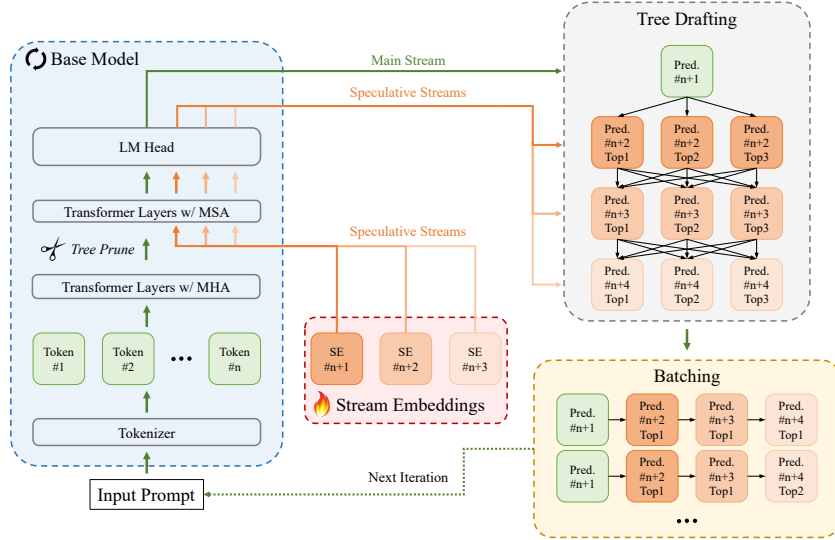 Base Model
LM Head
Transformer Layers w/ MSA
Tree Prune
Transformer Layers w/ MHA
Token
#1
Token
#2
•••
Token
#n
Tokenizer
Input Prompt
Main Stream
Speculative Streams
Speculative Streams
SE
#n+1
SE
#n+2
SE
#n+3
Stream Embeddings
Next Iteration
Tree Drafting
Pred.
#n+1
Pred.
#n+2
Top1
Pred.
#n+2
Top2
Pred.
#n+2
Top3
Pred.
#n+3
Top1
Pred.
#n+3
Top2
Pred.
#n+3
Top3
Pred.
#n+4
Top1
Pred.
#n+4
Top2
Pred.
#n+4
Top3
Batching
Pred.
#n+1
Pred.
#n+2
Top1
Pred.
#n+3
Top1
Pred.
#n+4
Top1
Pred.
#n+1
Pred.
#n+2
Top1
Pred.
#n+3
Top1
Pred.
#n+4
Top2
•••